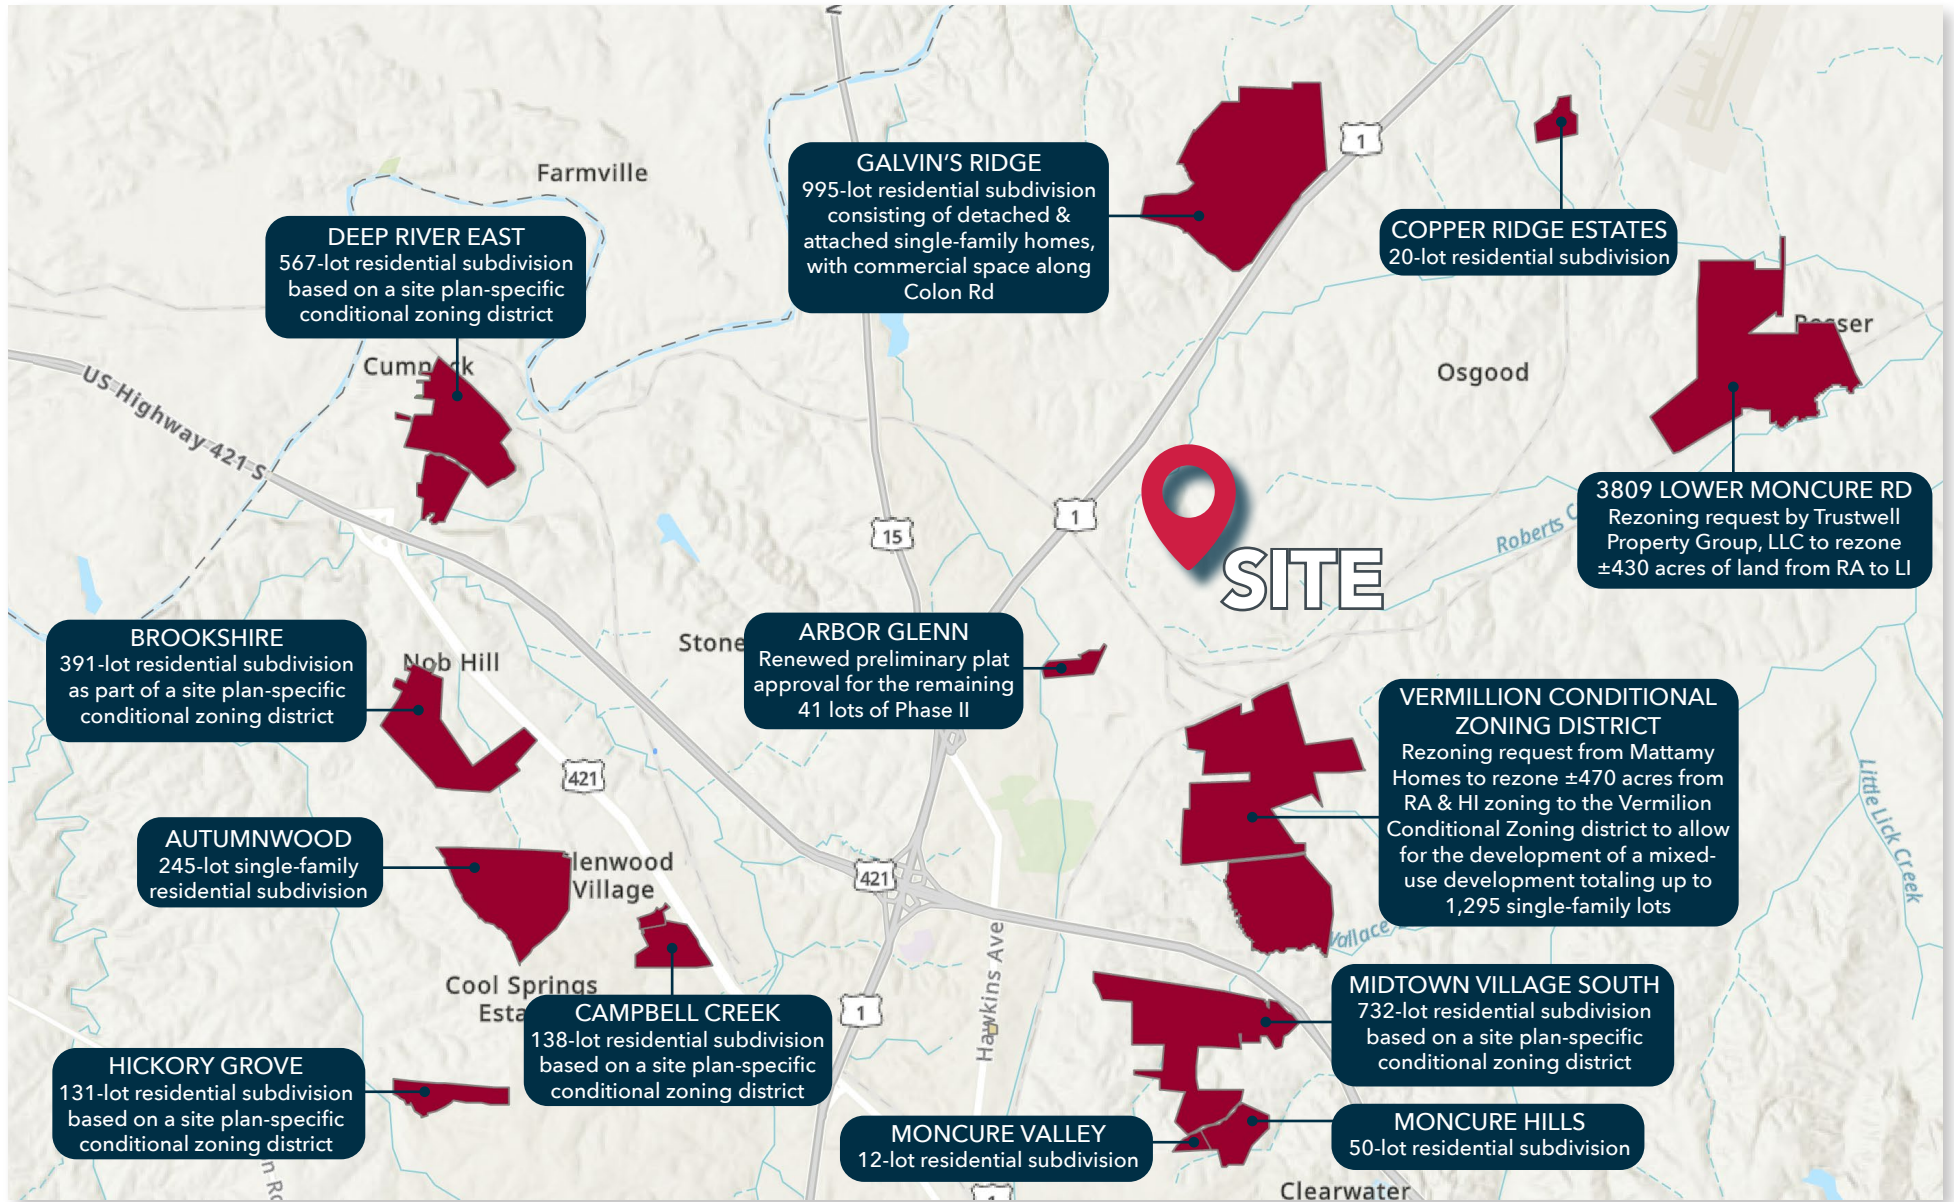 Farmville
GALVIN'S RIDGE
995-lot residential subdivision
consisting of detached &
attached single-family homes,
with commercial space along
Colon Rd
1
COPPER RIDGE ESTATES
20-lot residential subdivision
DEEP RIVER EAST
567-lot residential subdivision
based on a site plan-specific
conditional zoning district
Osgood
US Highway 421 S
3809 LOWER MONCURE RD
Rezoning request by Trustwell
Property Group, LLC to rezone
±430 acres of land from RA to LI
15
1
Roberts
SITE
BROOKSHIRE
391-lot residential subdivision
as part of a site plan-specific
conditional zoning district
Nob Hill
Stone
ARBOR GLENN
Renewed preliminary plat
approval for the remaining
41 lots of Phase II
VERMILLION CONDITIONAL
ZONING DISTRICT
Rezoning request from Mattamy
Homes to rezone ±470 acres from
RA & HI zoning to the Vermilion
Conditional Zoning district to allow
for the development of a mixed-
use development totaling up to
1,295 single-family lots
421
Little Lick Creek
AUTUMNWOOD
245-lot single-family
residential subdivision
lenwood
Village
421
Hawkins Ave
Cool Springs
Esta
CAMPBELL CREEK
138-lot residential subdivision
based on a site plan-specific
conditional zoning district
1
MIDTOWN VILLAGE SOUTH
732-lot residential subdivision
based on a site plan-specific
conditional zoning district
HICKORY GROVE
131-lot residential subdivision
based on a site plan-specific
conditional zoning district
MONCURE VALLEY
12-lot residential subdivision
MONCURE HILLS
50-lot residential subdivision
Clearwater
1